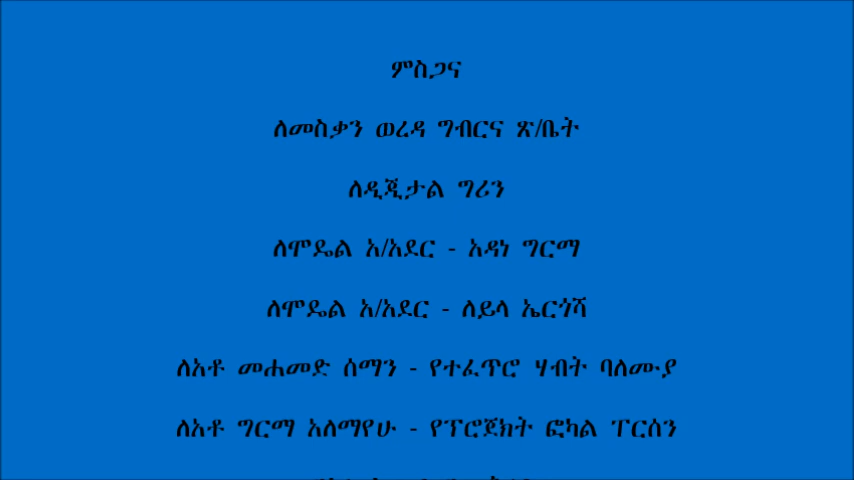 ምስጋና
ለመስቃን ወረዳ ግብርና ጽ/ቤት
ለዲጂታል ግሪን
ለሞዴል አ/አደር - አዳነ ግርማ
ለሞዴል አ/አደር - ለይላ ኤርጎሻ
ለአቶ መሐመድ ሰማን - የተፈጥሮ ሃብት ባለሙያ
ለአቶ ግርማ አለማየሁ - የፕሮጀክት ፎካል ፐርሰን